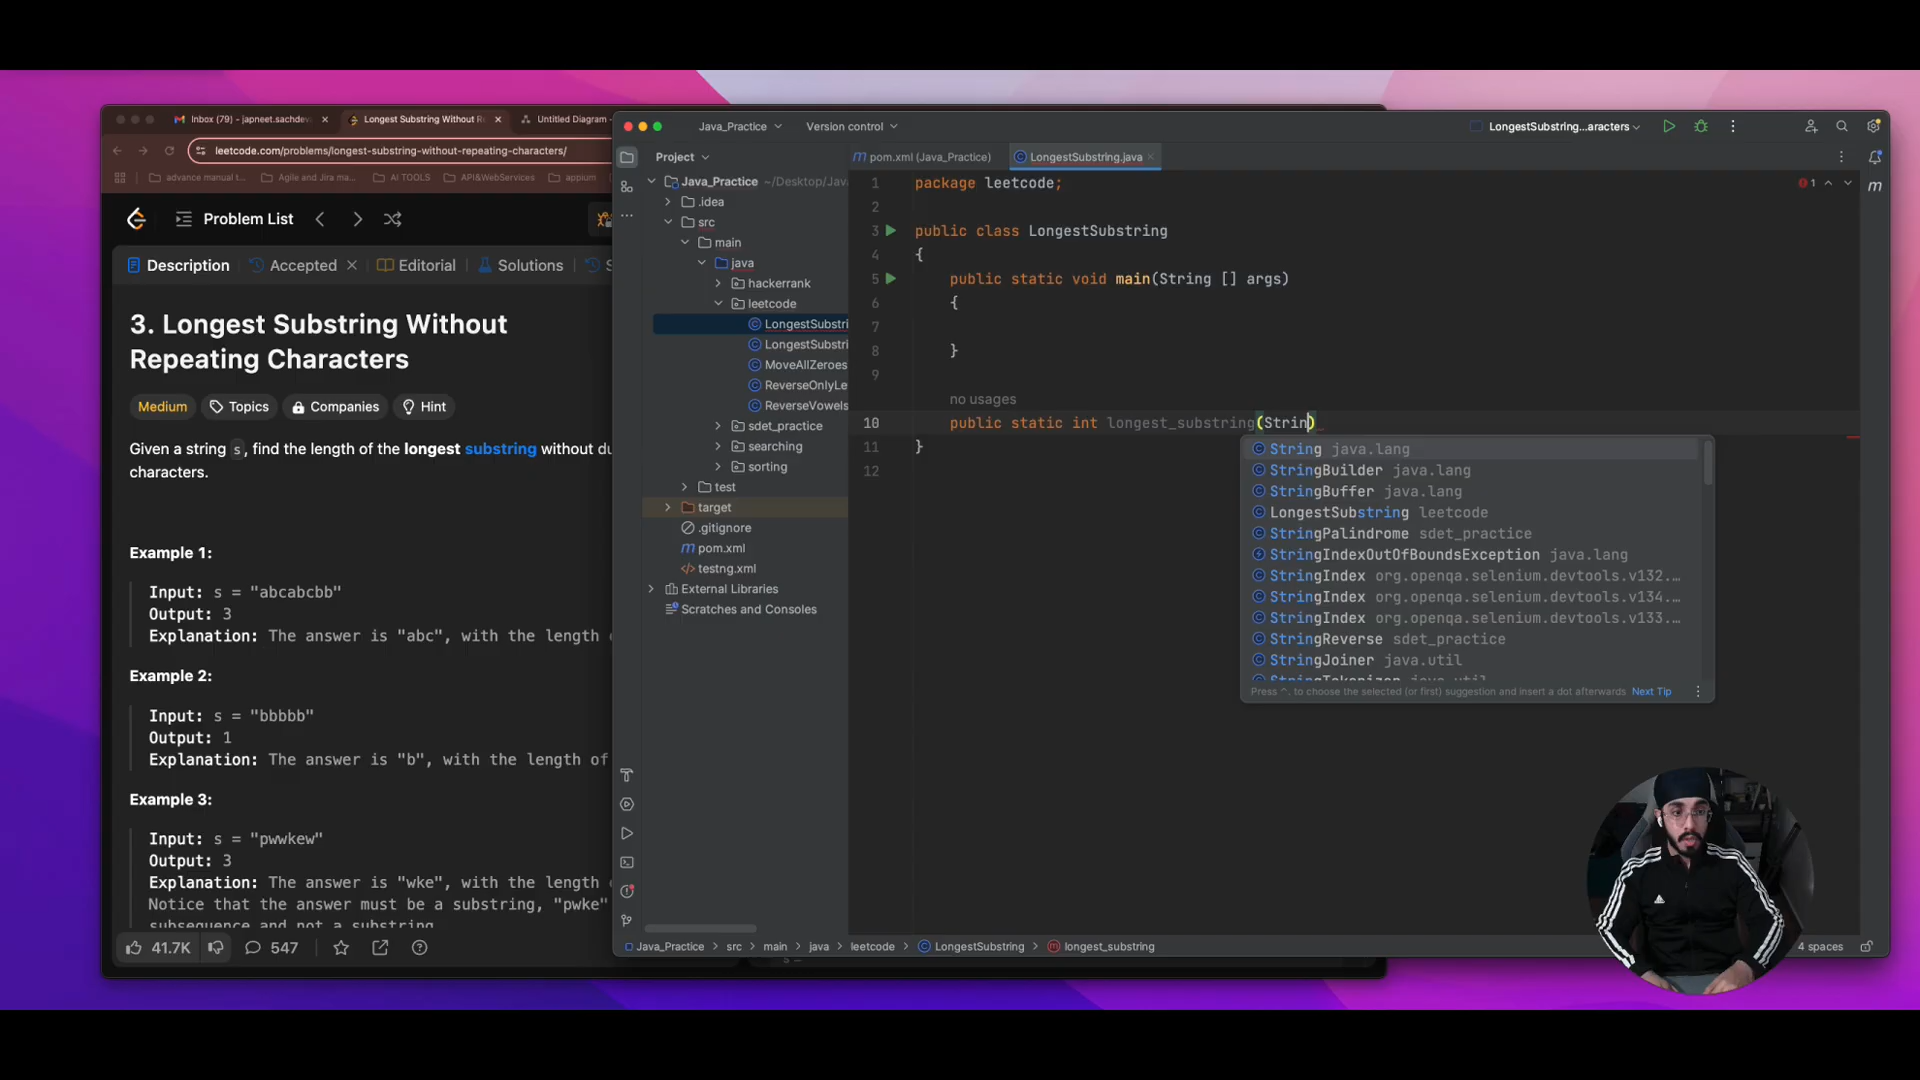 Inbox (79) - japneet.sachdev
Longest Substring Without R
Untitled Diagram
leetcode.com/problems/longest-substring-without-repeating-characters/
advance manual t...
Agile and Jira ma...
AI TOOLS
API&WebServices
appium
Problem List
Description
Accepted
Editorial
Solutions
S
3. Longest Substring Without
Repeating Characters
Medium
Topics
Companies
Hint
Given a string s, find the length of the longest substring without du
characters.
Example 1:
Input: s = "abcabcbb"
Output: 3
Explanation: The answer is "abc", with the length
Example 2:
Input: s = "bbbbb"
Output: 1
Explanation: The answer is "b", with the length of
Example 3:
Input: s = "pwwkew"
Output: 3
Explanation: The answer is "wke", with the length
Notice that the answer must be a substring, "pwke"
subsequence and not a substring
41.7K
547
Java_Practice
Version control
LongestSubstring...aracters
Project
Java_Practice ~/Desktop/Jav
.idea
src
main
java
hackerrank
leetcode
LongestSubstri
LongestSubstri
MoveAllZeroes
ReverseOnlyLe
ReverseVowels
sdet_practice
searching
sorting
test
target
.gitignore
pom.xml
testng.xml
External Libraries
Scratches and Consoles
pom.xml (Java_Practice)
LongestSubstring.java
1 package leetcode;
1
2
3 public class LongestSubstring
4 {
5 public static void main(String [] args)
6 {
7
8 }
9
no usages
10 public static int longest_substring(Strin)
11 }
12
String java.lang
StringBuilder java.lang
StringBuffer java.lang
LongestSubstring leetcode
StringPalindrome sdet_practice
StringIndexOutOfBoundsException java.lang
StringIndex org.openqa.selenium.devtools.v132...
StringIndex org.openqa.selenium.devtools.v134...
StringIndex org.openqa.selenium.devtools.v133...
StringReverse sdet_practice
StringJoiner java.util
StringTokenizer java.util
Press ^. to choose the selected (or first) suggestion and insert a dot afterwards Next Tip
Java_Practice > src > main > java > leetcode > LongestSubstring > longest_substring
4 spaces